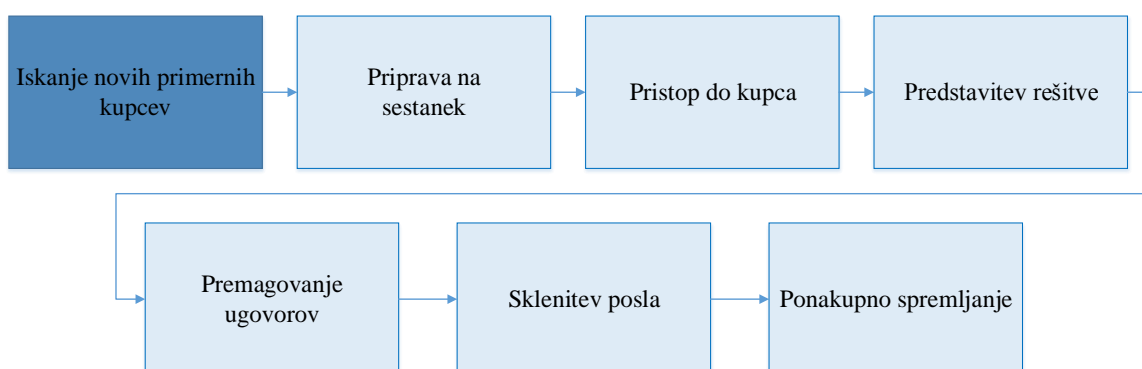 Iskanje novih primernih
kupcev
Priprava na
sestanek
Pristop do kupca
Predstavitev rešitve
Premagovanje
ugovorov
Sklenitev posla
Ponakupno spremljanje